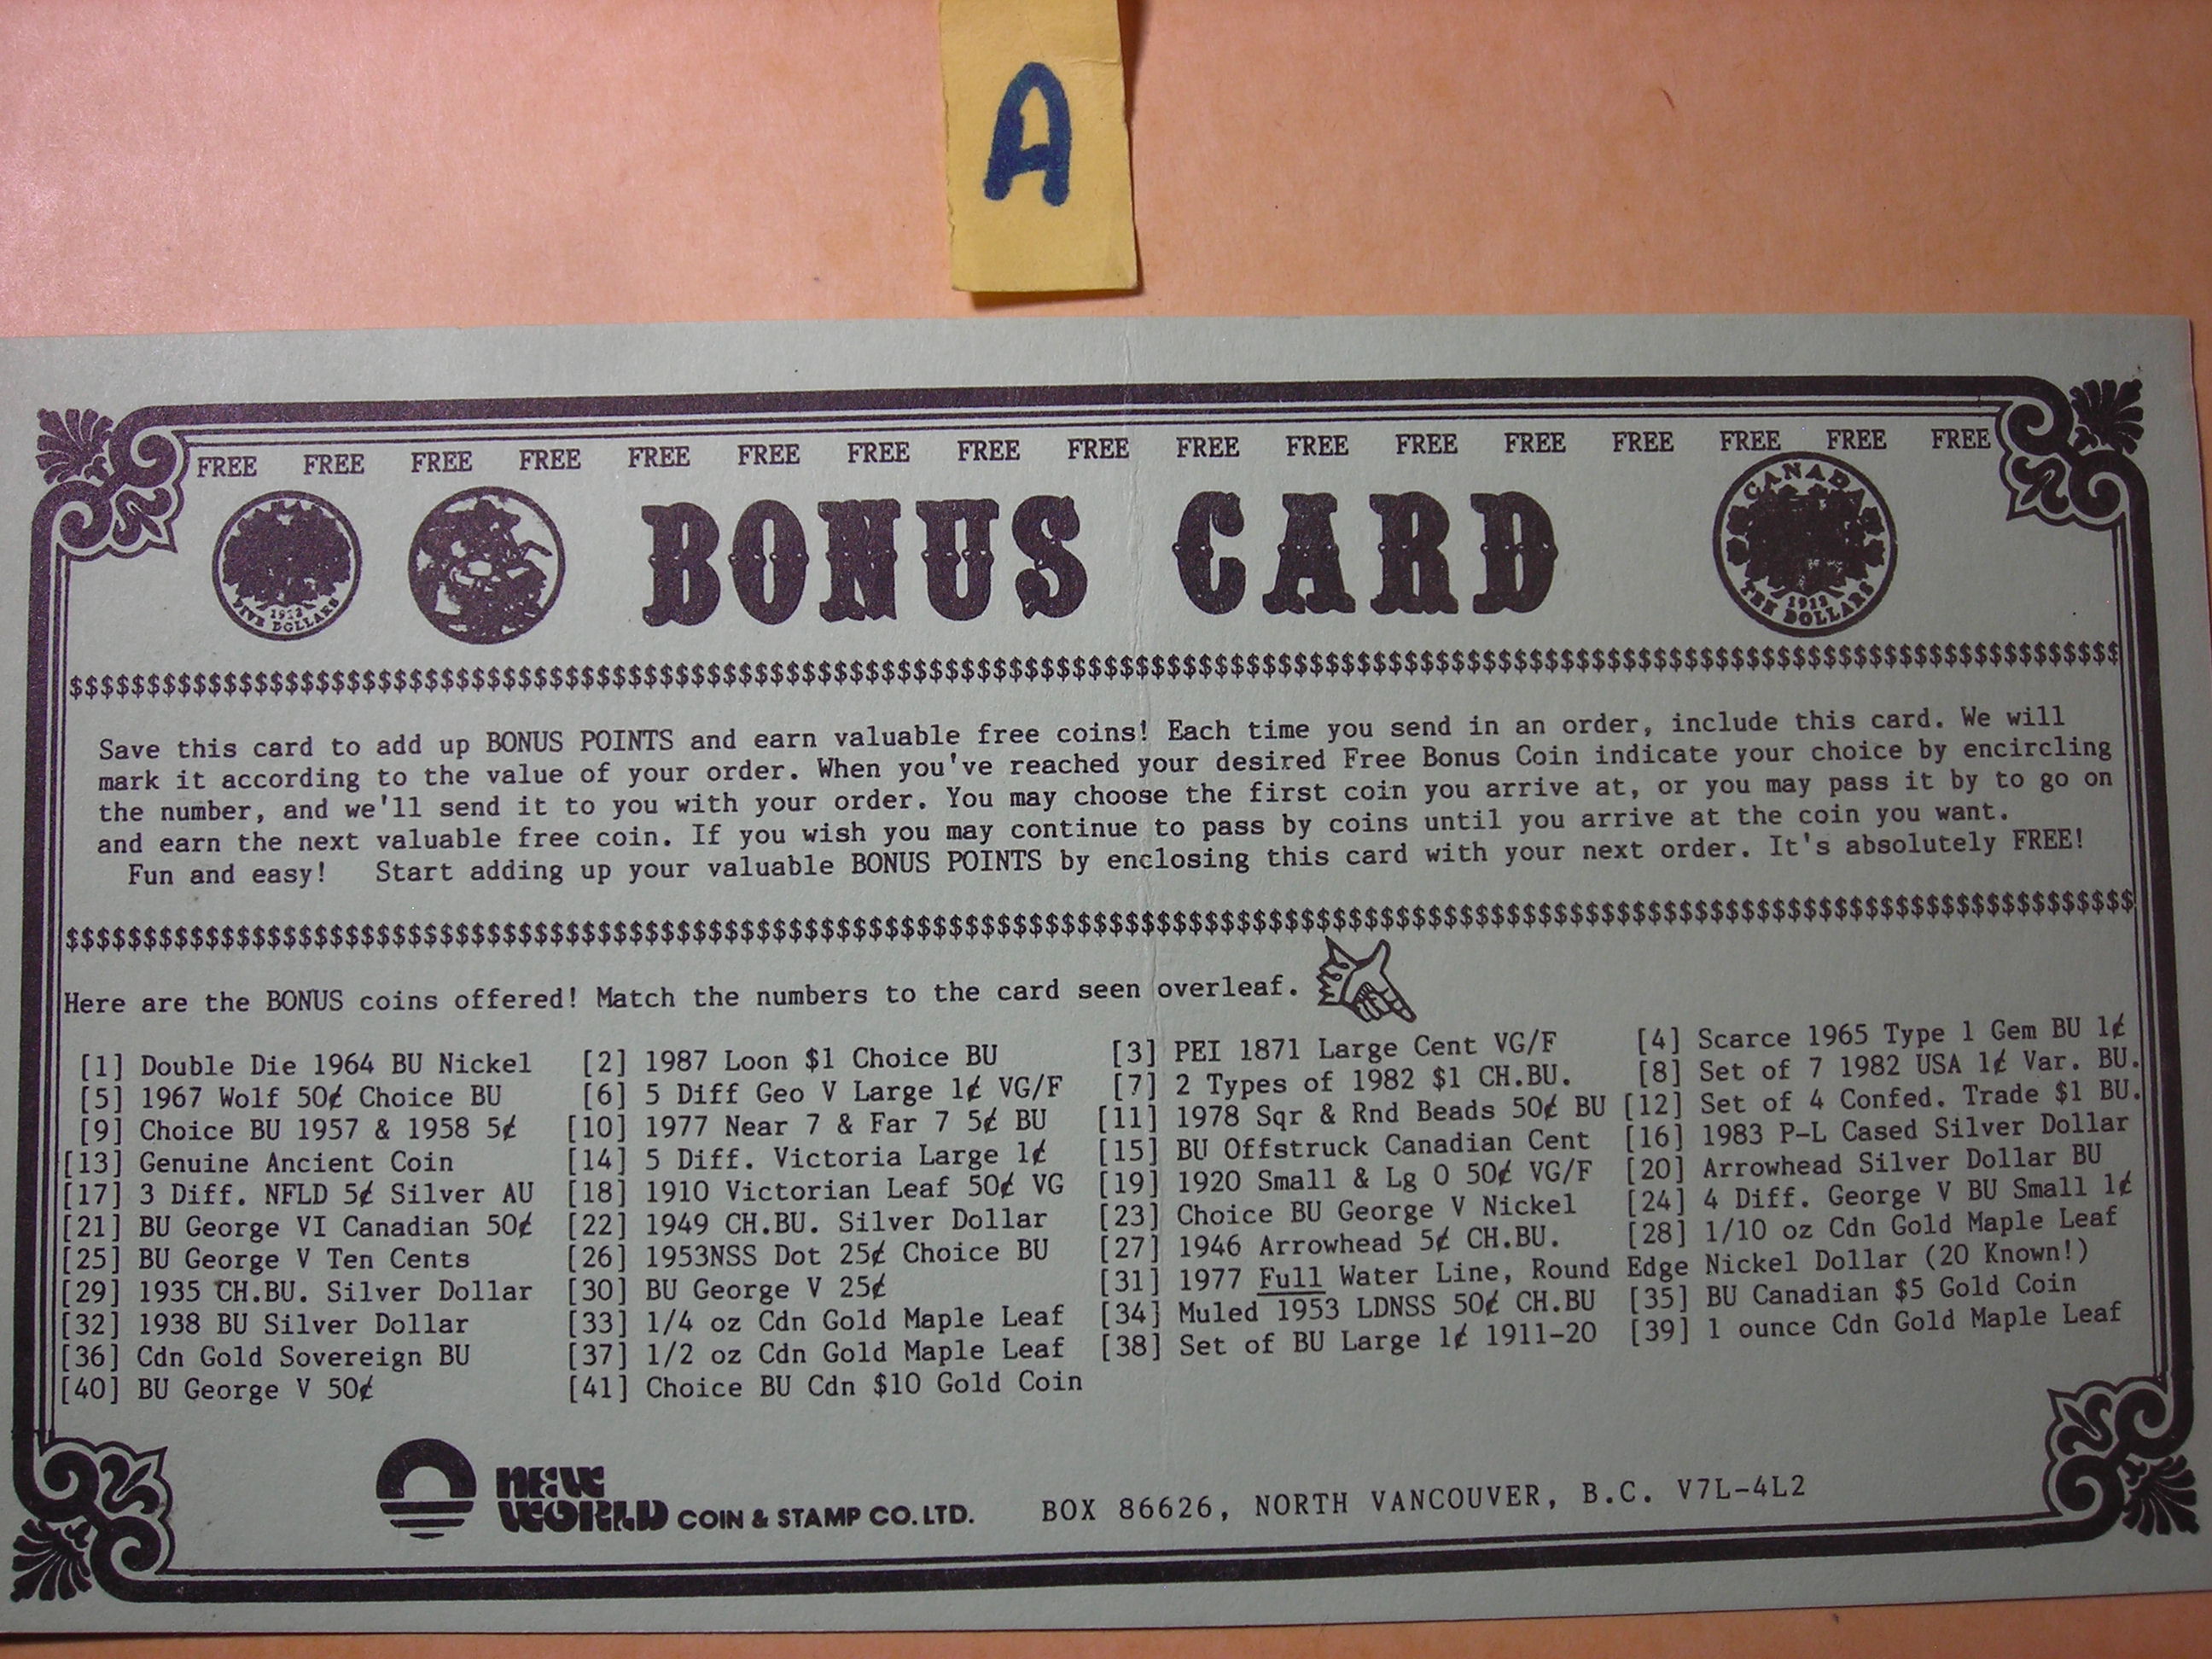 A
FREE FREE FREE FREE FREE FREE FREE FREE FREE FREE FREE FREE FREE FREE FREE FREE FREE
1912
FIVE DOLLARS
BONUS CARD
CANADA
1912
TEN DOLLARS
$$$$$$$$$$$$$$$$$$$$$$$$$$$$$$$$$$$$$$$$$$$$$$$$$$$$$$$$$$$$$$$$$$$$$$$$$$$$$$$$$$$$$$$$$$$$$$$$$$$$$$$$$$$$$$$$$$$$$$$$$$$$$$$$$$
Save this card to add up BONUS POINTS and earn valuable free coins! Each time you send in an order, include this card. We will
mark it according to the value of your order. When you've reached your desired Free Bonus Coin indicate your choice by encircling
the number, and we'll send it to you with your order. You may choose the first coin you arrive at, or you may pass it by to go on
and earn the next valuable free coin. If you wish you may continue to pass by coins until you arrive at the coin you want.
Fun and easy! Start adding up your valuable BONUS POINTS by enclosing this card with your next order. It's absolutely FREE!
$$$$$$$$$$$$$$$$$$$$$$$$$$$$$$$$$$$$$$$$$$$$$$$$$$$$$$$$$$$$$$$$$$$$$$$$$$$$$$$$$$$$$$$$$$$$$$$$$$$$$$$$$$$$$$$$$$$$$$$$$$$$$$$$$$
Here are the BONUS coins offered! Match the numbers to the card seen overleaf.
[1] Double Die 1964 BU Nickel [2] 1987 Loon $1 Choice BU [3] PEI 1871 Large Cent VG/F [4] Scarce 1965 Type 1 Gem BU 1¢
[5] 1967 Wolf 50¢ Choice BU [6] 5 Diff Geo V Large 1¢ VG/F [7] 2 Types of 1982 $1 CH.BU. [8] Set of 7 1982 USA 1¢ Var. BU.
[9] Choice BU 1957 & 1958 5¢ [10] 1977 Near 7 & Far 7 5¢ BU [11] 1978 Sqr & Rnd Beads 50¢ BU [12] Set of 4 Confed. Trade $1 BU.
[13] Genuine Ancient Coin [14] 5 Diff. Victoria Large 1¢ [15] BU Offstruck Canadian Cent [16] 1983 P-L Cased Silver Dollar
[17] 3 Diff. NFLD 5¢ Silver AU [18] 1910 Victorian Leaf 50¢ VG [19] 1920 Small & Lg O 50¢ VG/F [20] Arrowhead Silver Dollar BU
[21] BU George VI Canadian 50¢ [22] 1949 CH.BU. Silver Dollar [23] Choice BU George V Nickel [24] 4 Diff. George V BU Small 1¢
[25] BU George V Ten Cents [26] 1953NSS Dot 25¢ Choice BU [27] 1946 Arrowhead 5¢ CH.BU. [28] 1/10 oz Cdn Gold Maple Leaf
[29] 1935 CH.BU. Silver Dollar [30] BU George V 25¢ [31] 1977 Full Water Line, Round Edge Nickel Dollar (20 Known!)
[32] 1938 BU Silver Dollar [33] 1/4 oz Cdn Gold Maple Leaf [34] Muled 1953 LDNSS 50¢ CH.BU [35] BU Canadian $5 Gold Coin
[36] Cdn Gold Sovereign BU [37] 1/2 oz Cdn Gold Maple Leaf [38] Set of BU Large 1¢ 1911-20 [39] 1 ounce Cdn Gold Maple Leaf
[40] BU George V 50¢ [41] Choice BU Cdn $10 Gold Coin
NEW
WORLD COIN & STAMP CO. LTD. BOX 86626, NORTH VANCOUVER, B.C. V7L-4L2